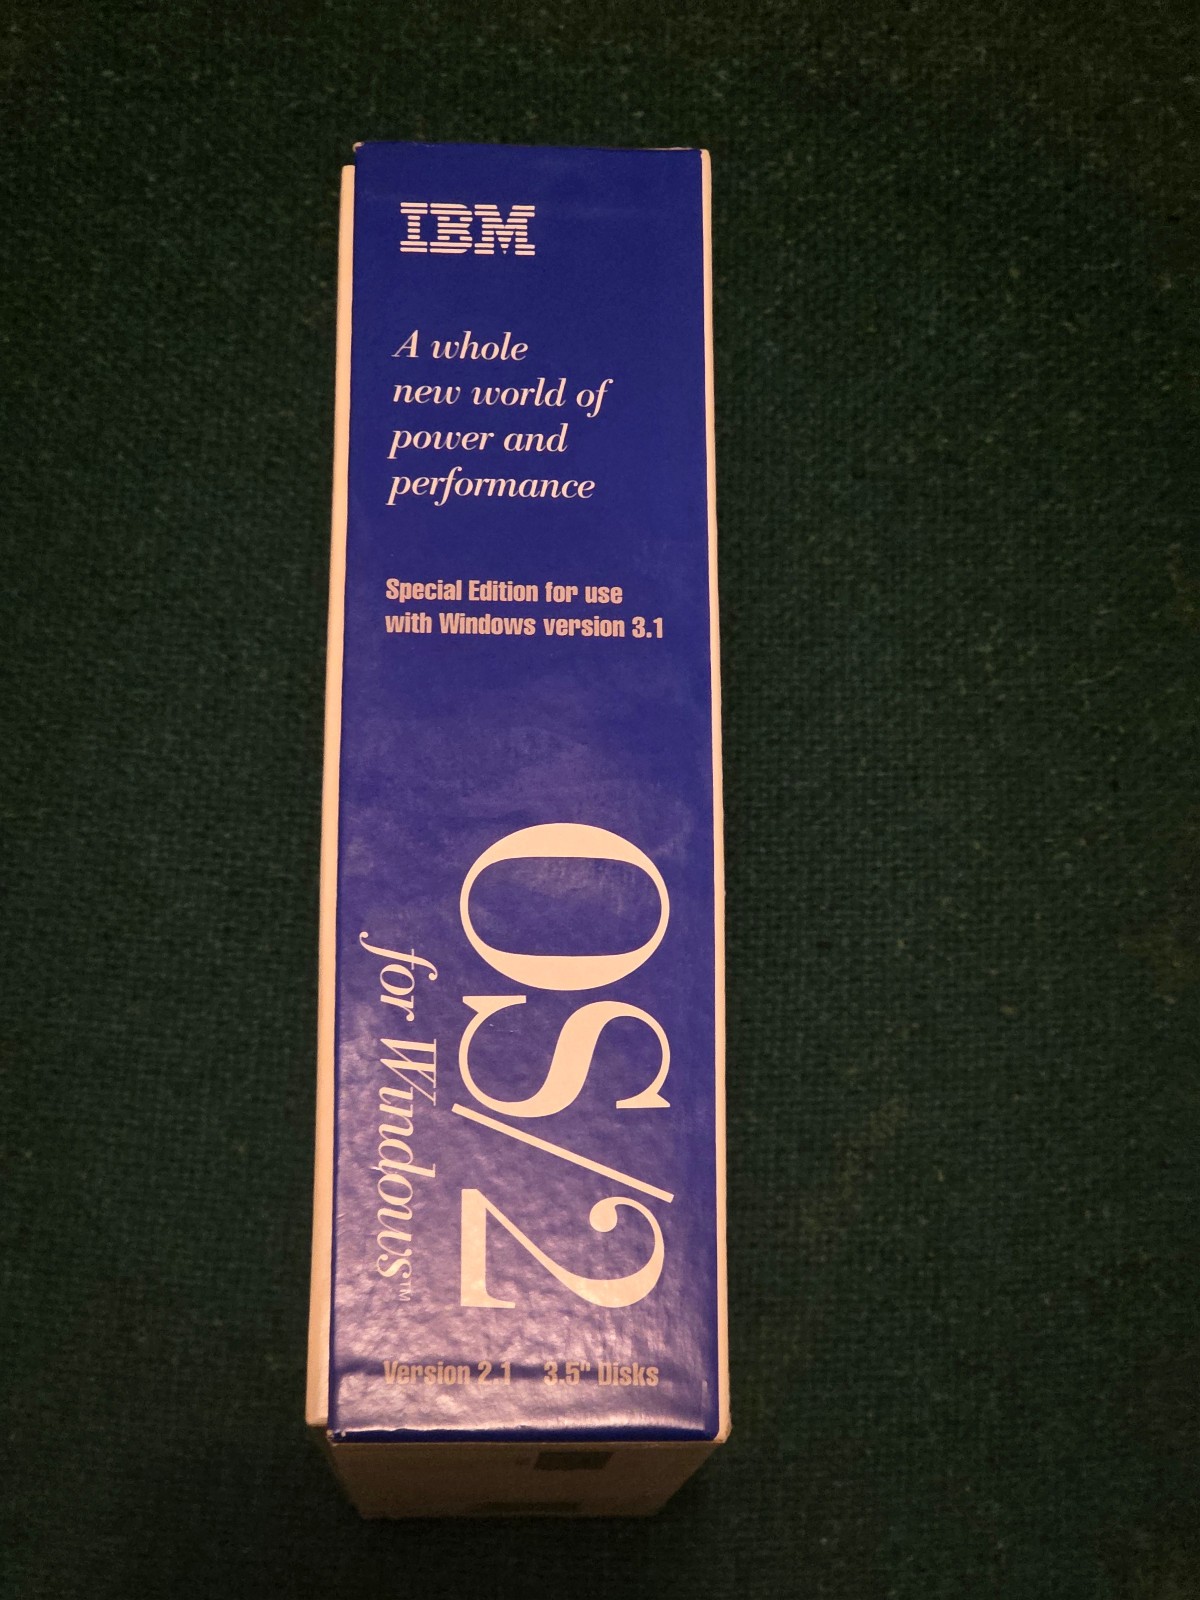 IBM
A whole
new world of
power and
performance
Special Edition for use
with Windows version 3.1
OS/2
for Windows™
Version 2.1 3.5" Disks